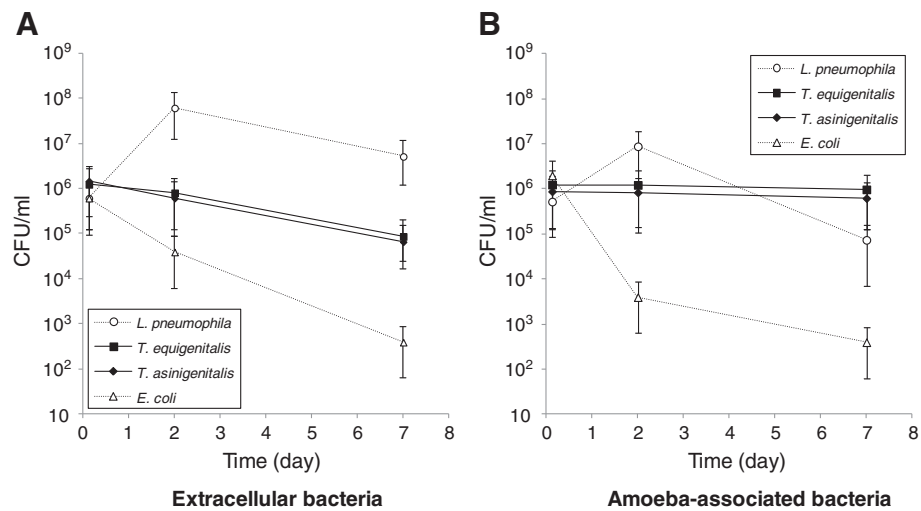 A
CFU/ml
10⁹
10⁸
10⁷
10⁶
10⁵
10⁴
10³
10²
10
L. pneumophila
T. equigenitalis
T. asinigenitalis
E. coli
0 1 2 3 4 5 6 7 8
Time (day)
Extracellular bacteria
B
CFU/ml
10⁹
10⁸
10⁷
10⁶
10⁵
10⁴
10³
10²
10
L. pneumophila
T. equigenitalis
T. asinigenitalis
E. coli
0 1 2 3 4 5 6 7 8
Time (day)
Amoeba-associated bacteria